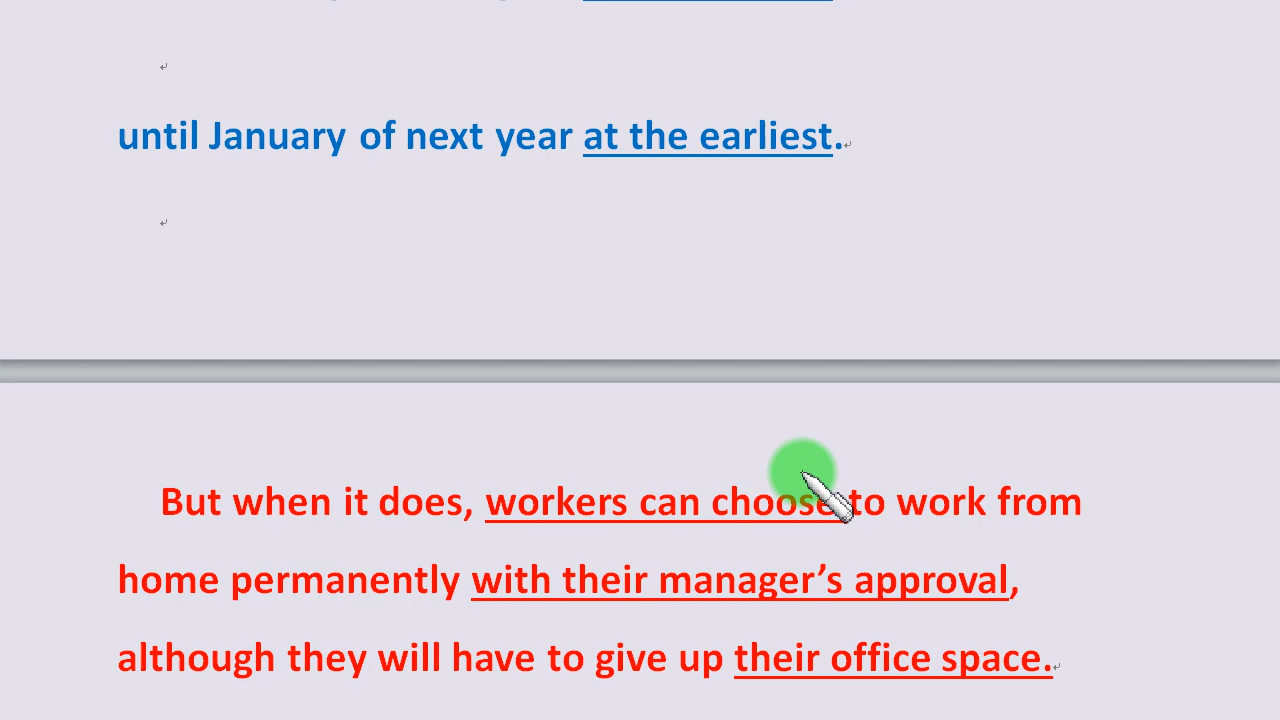 until January of next year at the earliest.
But when it does, workers can choose to work from
home permanently with their manager’s approval,
although they will have to give up their office space.